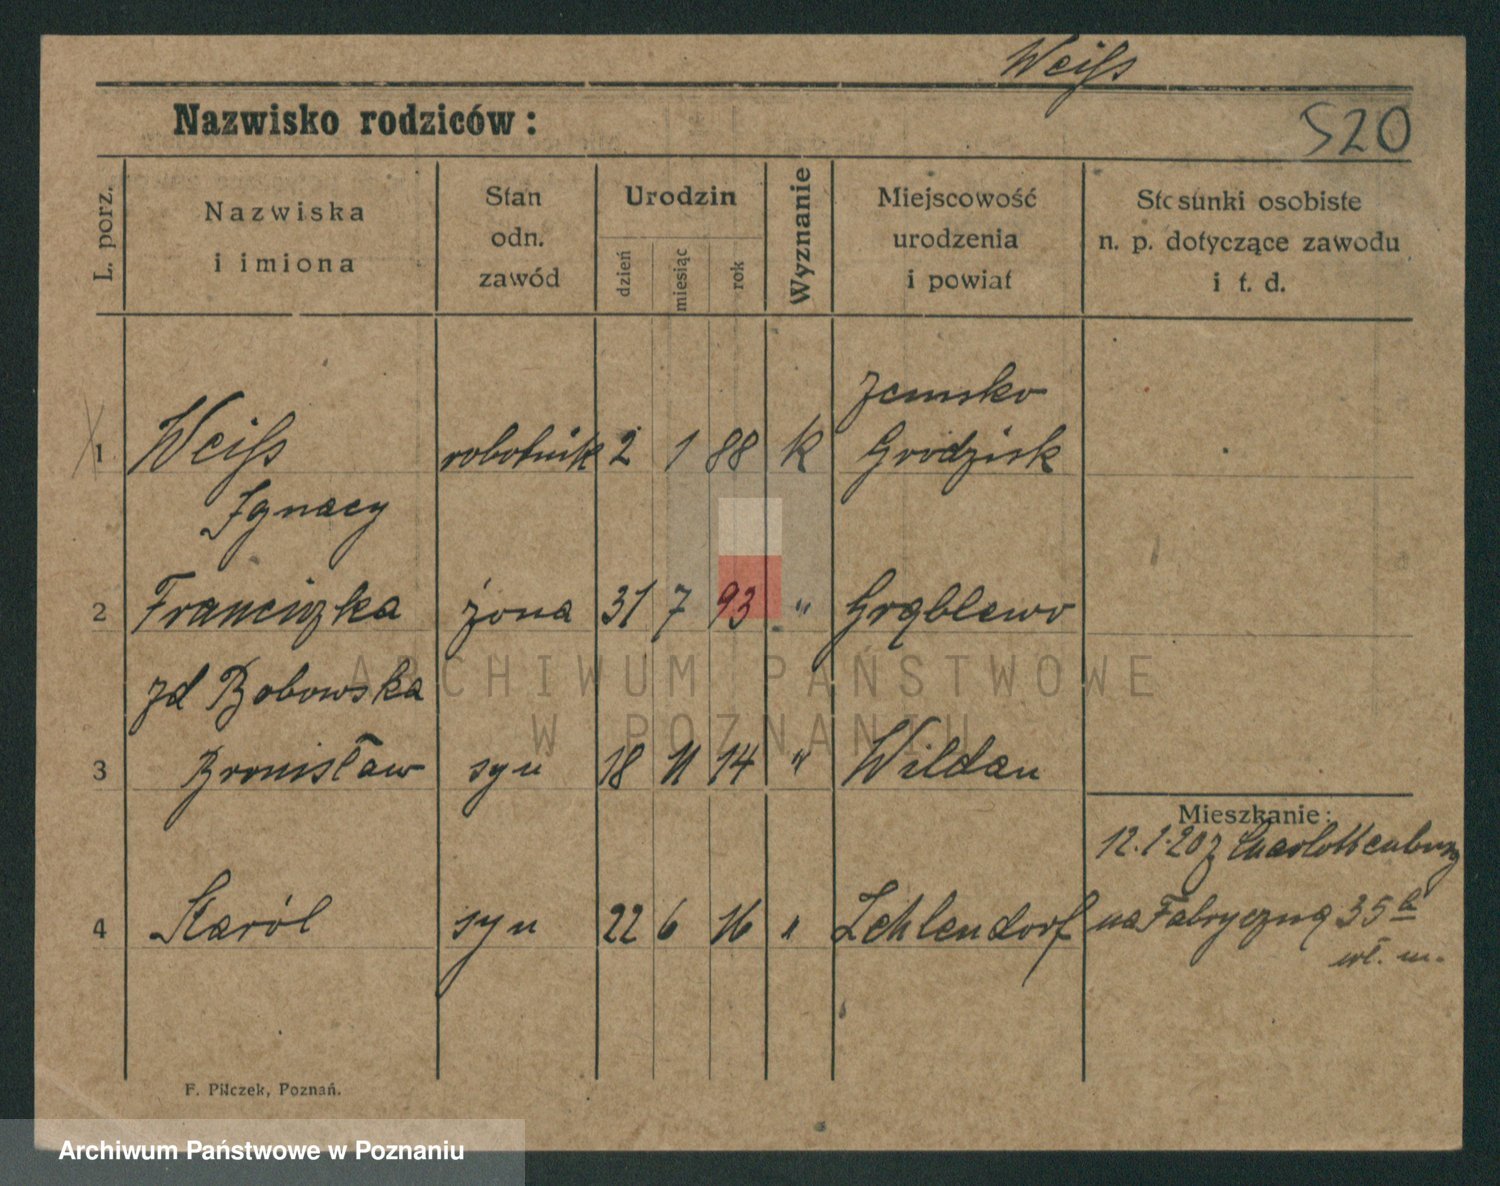 Weiſs
Nazwisko rodziców:
520
L. porz.
Nazwiska
i imiona
Stan
odn.
zawód
Urodzin
dzień
miesiąc
rok
Wyznanie
Miejscowość
urodzenia
i powiat
Stosunki osobiste
n. p. dotyczące zawodu
i t. d.
Zemsko
1 Weiſs robotnik 2 1 88 K Grodzisk
Ignacy
2 Franciszka żona 31 7 93 " Grąblewo
zd Bobowska
ARCHIWUM PAŃSTWOWE
W POZNANIU
3 Bronisław syn 18 11 14 " Wildau
Mieszkanie:
12.1.20 z Charlottenburg
4 Karól syn 22 6 16 " Zehlendorf na Fabryczną 35 a
wł. m.
F. Pilczek, Poznań.
Archiwum Państwowe w Poznaniu